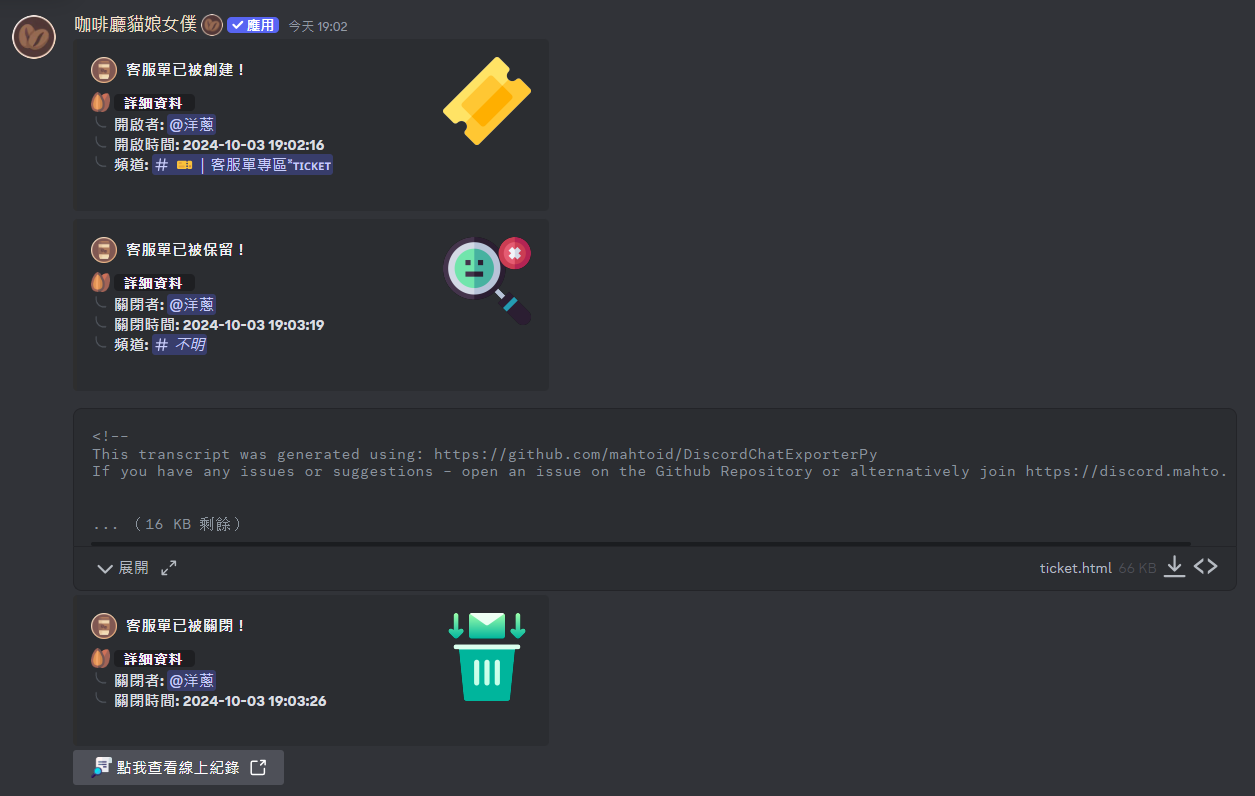 咖啡廳貓娘女僕 應用 今天 19:02
客服單已被創建！
詳細資料
開啟者: @洋蔥
開啟時間: 2024-10-03 19:02:16
頻道: # 🎫｜客服單專區"TICKET
客服單已被保留！
詳細資料
關閉者: @洋蔥
關閉時間: 2024-10-03 19:03:19
頻道: # 不明
<!--
This transcript was generated using: https://github.com/mahtoid/DiscordChatExporterPy
If you have any issues or suggestions - open an issue on the Github Repository or alternatively join https://discord.mahto.
... （16 KB 剩餘）
展開 ticket.html 66 KB
客服單已被關閉！
詳細資料
關閉者: @洋蔥
關閉時間: 2024-10-03 19:03:26
點我查看線上紀錄